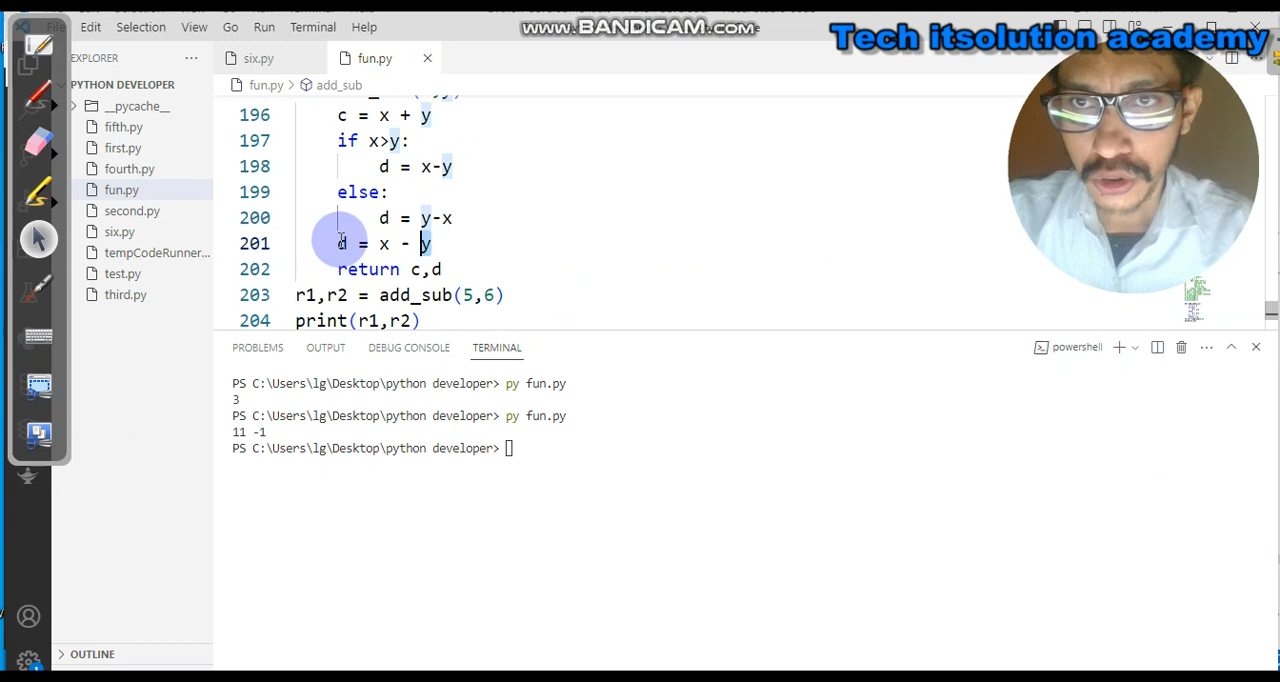 File Edit Selection View Go Run Terminal Help
WWW.BANDICAM.COM
Tech itsolution academy
EXPLORER
PYTHON DEVELOPER
__pycache__
fifth.py
first.py
fourth.py
fun.py
second.py
six.py
tempCodeRunner...
test.py
third.py
OUTLINE
six.py
fun.py
fun.py > add_sub
196 c = x + y
197 if x>y:
198 d = x-y
199 else:
200 d = y-x
201 d = x - y
202 return c,d
203 r1,r2 = add_sub(5,6)
204 print(r1,r2)
PROBLEMS OUTPUT DEBUG CONSOLE TERMINAL
powershell
PS C:\Users\lg\Desktop\python developer> py fun.py
3
PS C:\Users\lg\Desktop\python developer> py fun.py
11 -1
PS C:\Users\lg\Desktop\python developer>